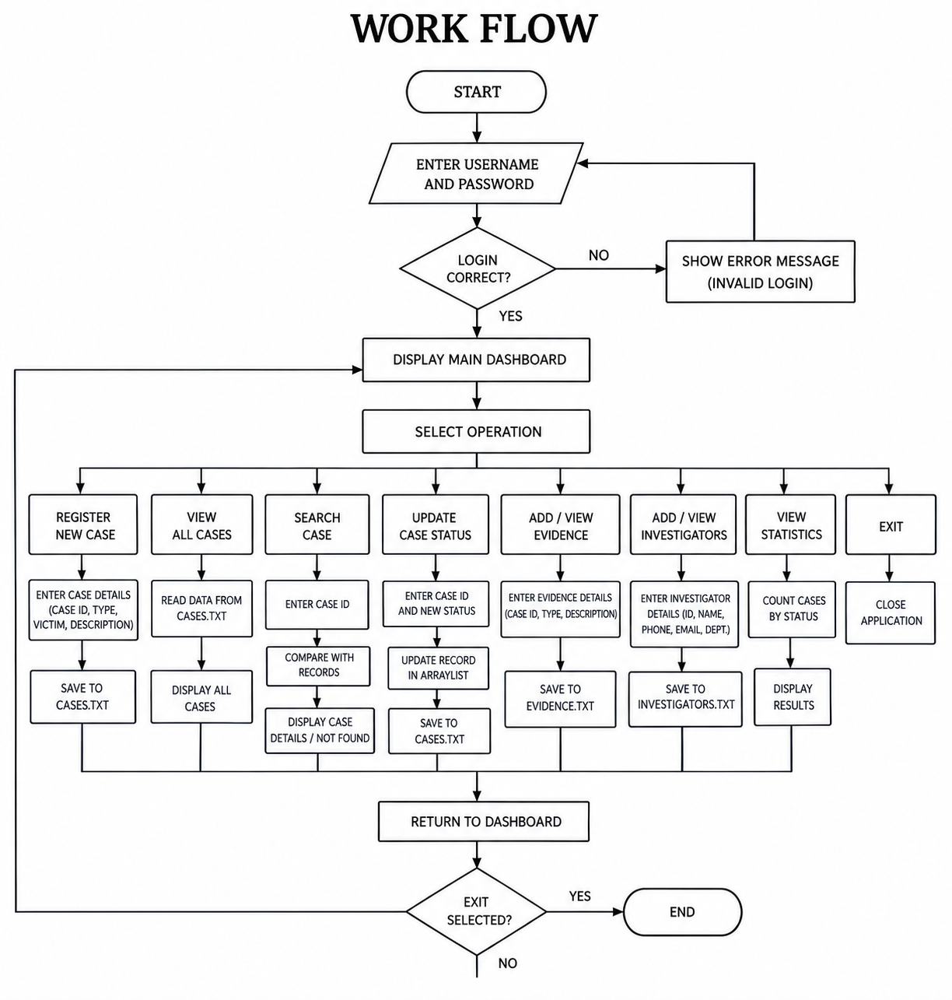 WORK FLOW
START
ENTER USERNAME
AND PASSWORD
LOGIN
CORRECT?
NO
SHOW ERROR MESSAGE
(INVALID LOGIN)
YES
DISPLAY MAIN DASHBOARD
SELECT OPERATION
REGISTER
NEW CASE
VIEW
ALL CASES
SEARCH
CASE
UPDATE
CASE STATUS
ADD / VIEW
EVIDENCE
ADD / VIEW
INVESTIGATORS
VIEW
STATISTICS
EXIT
ENTER CASE DETAILS
(CASE ID, TYPE,
VICTIM, DESCRIPTION)
READ DATA FROM
CASES.TXT
ENTER CASE ID
ENTER CASE ID
AND NEW STATUS
ENTER EVIDENCE DETAILS
(CASE ID, TYPE, DESCRIPTION)
ENTER INVESTIGATOR
DETAILS (ID, NAME,
PHONE, EMAIL, DEPT.)
COUNT CASES
BY STATUS
CLOSE
APPLICATION
COMPARE WITH
RECORDS
UPDATE RECORD
IN ARRAYLIST
SAVE TO
CASES.TXT
DISPLAY ALL
CASES
DISPLAY CASE
DETAILS / NOT FOUND
SAVE TO
CASES.TXT
SAVE TO
EVIDENCE.TXT
SAVE TO
INVESTIGATORS.TXT
DISPLAY
RESULTS
RETURN TO DASHBOARD
EXIT
SELECTED?
YES
END
NO